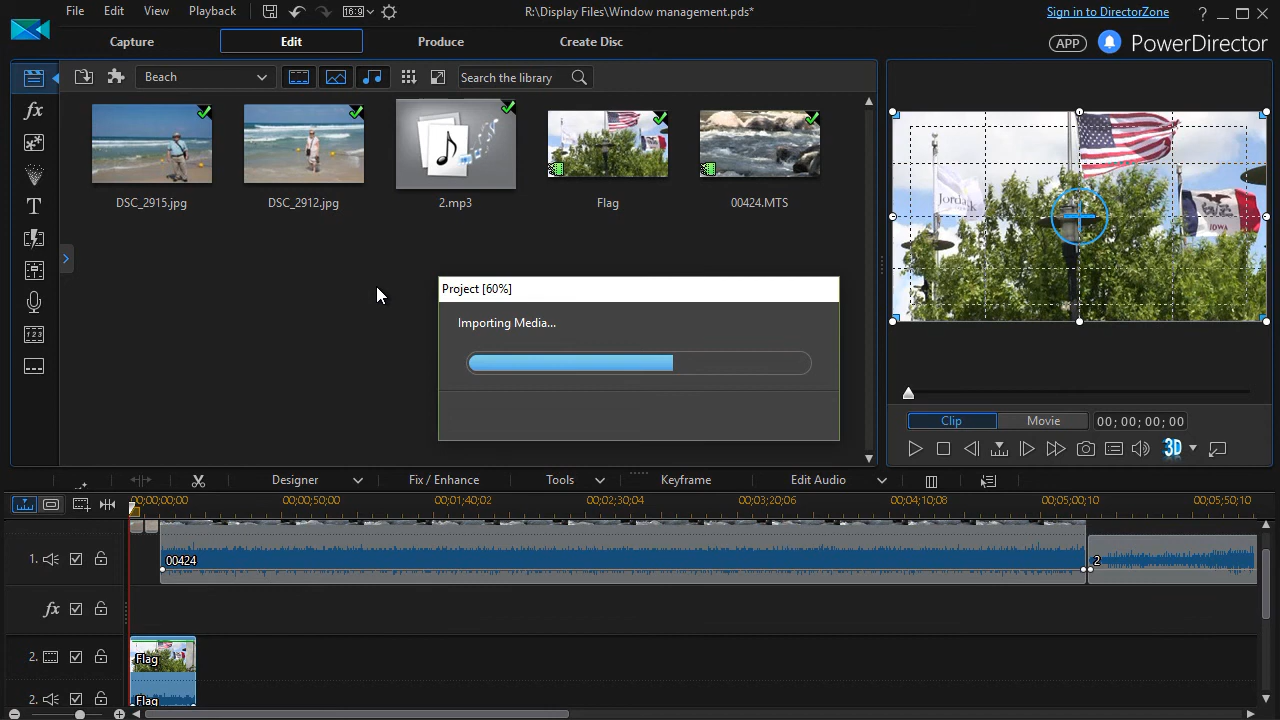 File Edit View Playback 16:9 R:\Display Files\Window management.pds* Sign in to DirectorZone ?
Capture Edit Produce Create Disc APP PowerDirector
Beach Search the library
fx
T
DSC_2915.jpg DSC_2912.jpg 2.mp3 Flag 00424.MTS
Jordan
IOWA
Project [60%]
Importing Media...
Clip Movie 00; 00; 00; 00
3D
Designer Fix / Enhance Tools Keyframe Edit Audio
00;00;00;00 00;00;50;00 00;01;40;02 00;02;30;04 00;03;20;06 00;04;10;08 00;05;00;10 00;05;50;10
1. 00424 2
fx
2. Flag
2. Flag